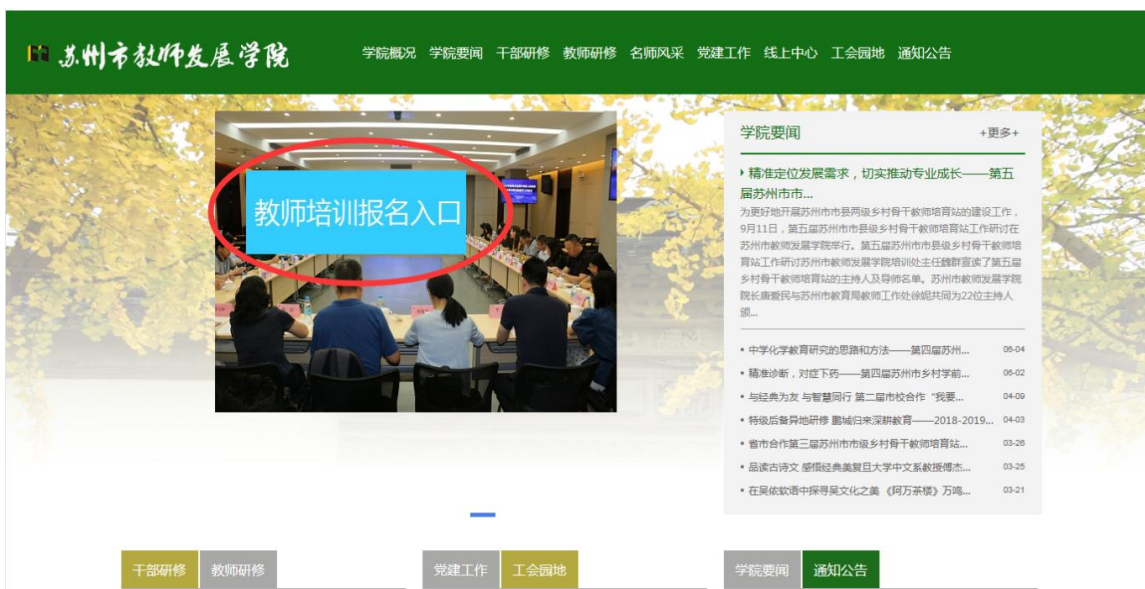 苏州市教师发展学院
学院概况 学院要闻 干部研修 教师研修 名师风采 党建工作 线上中心 工会园地 通知公告
教师培训报名入口
学院要闻 +更多+
精准定位发展需求，切实推动专业成长——第五
届苏州市市...
为更好地开展苏州市市县两级乡村骨干教师培育站的建设工作，
9月11日，第五届苏州市市县级乡村骨干教师培育站工作研讨在
苏州市教师发展学院举行。第五届苏州市市县级乡村骨干教师培
育站工作研讨苏州市教师发展学院培训处主任魏群宣读了第五届
乡村骨干教师培育站的主持人及导师名单。苏州市教师发展学院
院长唐爱民与苏州市教育局教师工作处徐妮共同为22位主持人
颁...
• 中学化学教育研究的思路和方法——第四届苏州... 06-04
• 精准诊断，对症下药——第四届苏州市乡村学前... 06-02
• 与经典为友 与智慧同行 第二届市校合作“我要... 04-09
• 特级后备异地研修 鹏城归来深耕教育——2018-2019... 04-03
• 省市合作第三届苏州市市级乡村骨干教师培育站... 03-26
• 品读古诗文 感悟经典美复旦大学中文系教授傅杰... 03-25
• 在吴侬软语中探寻吴文化之美 《阿万茶楼》万鸣... 03-21
干部研修 教师研修
党建工作 工会园地
学院要闻 通知公告